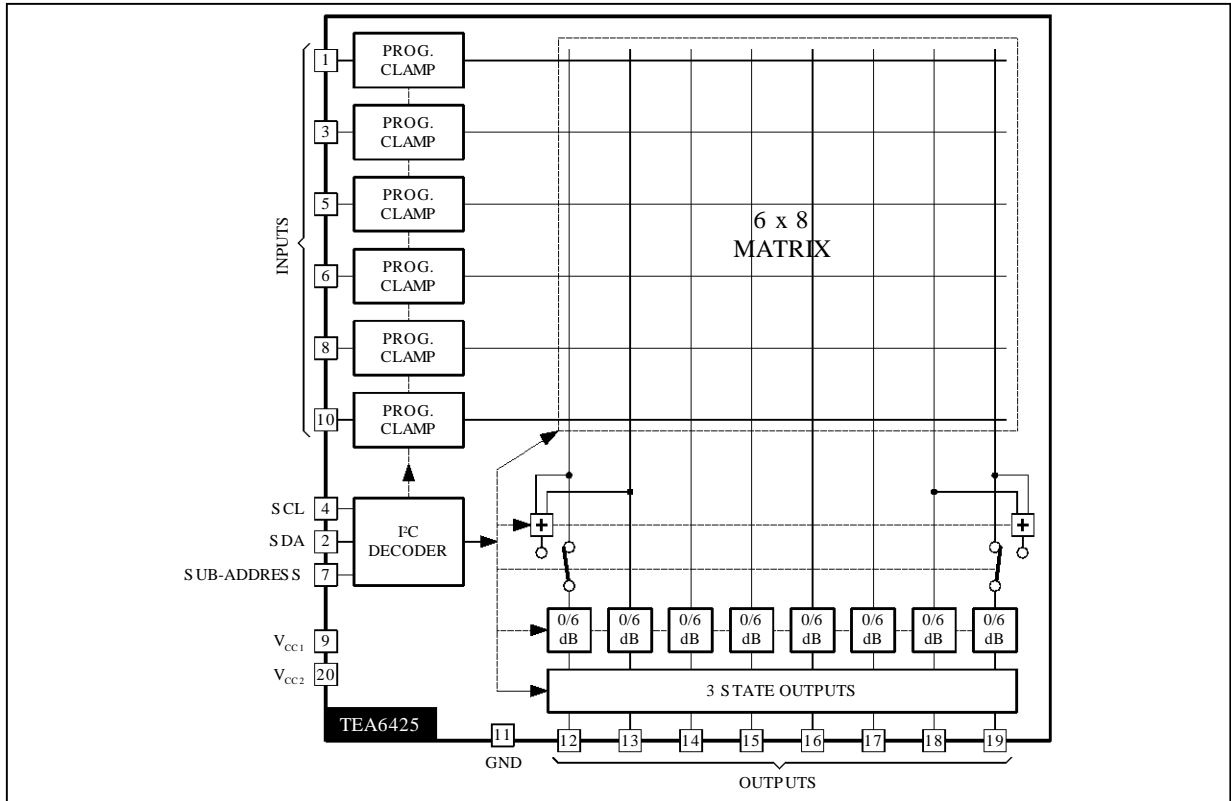 1
PROG.
CLAMP
3
PROG.
CLAMP
5
PROG.
CLAMP
6
PROG.
CLAMP
8
PROG.
CLAMP
10
PROG.
CLAMP
INPUTS
6 x 8
MATRIX
SCL
4
SDA
2
SUB-ADDRESS
7
I²C
DECODER
+
+
VCC1
9
VCC2
20
0/6
dB
0/6
dB
0/6
dB
0/6
dB
0/6
dB
0/6
dB
0/6
dB
0/6
dB
3 STATE OUTPUTS
TEA6425
11
GND
12
13
14
15
16
17
18
19
OUTPUTS